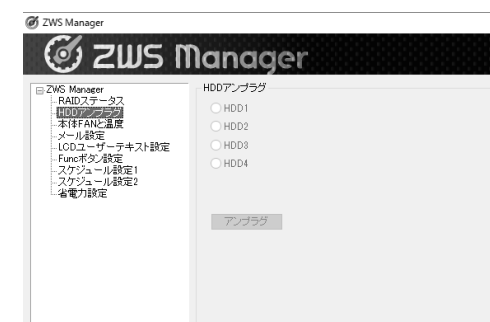 ZWS Manager
ZWS Manager
ZWS Manager
RAIDステータス
HDDアンプラグ
本体FANと温度
メール設定
LCDユーザーテキスト設定
Funcボタン設定
スケジュール設定1
スケジュール設定2
省電力設定
HDDアンプラグ
HDD1
HDD2
HDD3
HDD4
アンプラグ